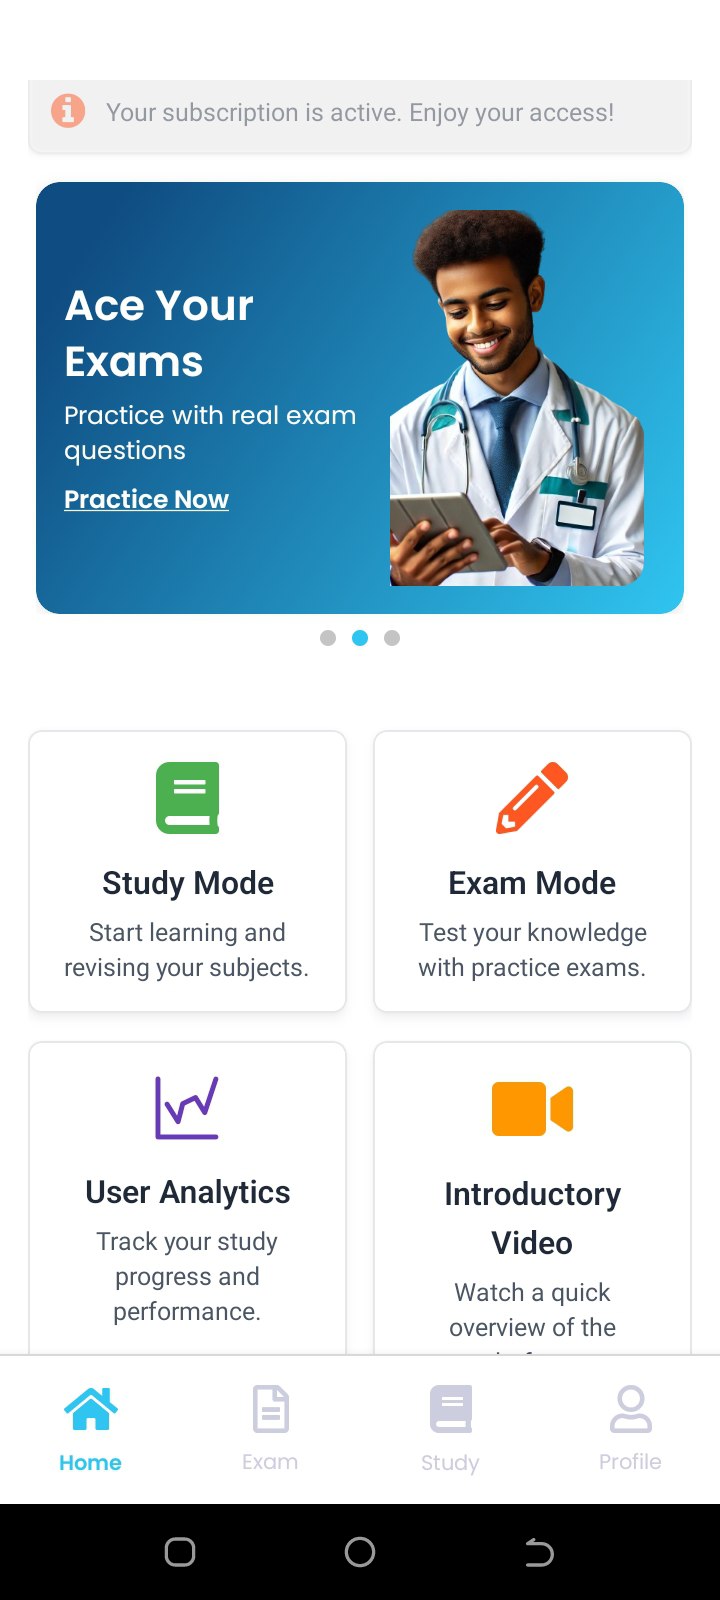 Your subscription is active. Enjoy your access!
Ace Your
Exams
Practice with real exam
questions
Practice Now
Study Mode
Start learning and
revising your subjects.
Exam Mode
Test your knowledge
with practice exams.
User Analytics
Track your study
progress and
performance.
Introductory
Video
Watch a quick
overview of the
Home
Exam
Study
Profile